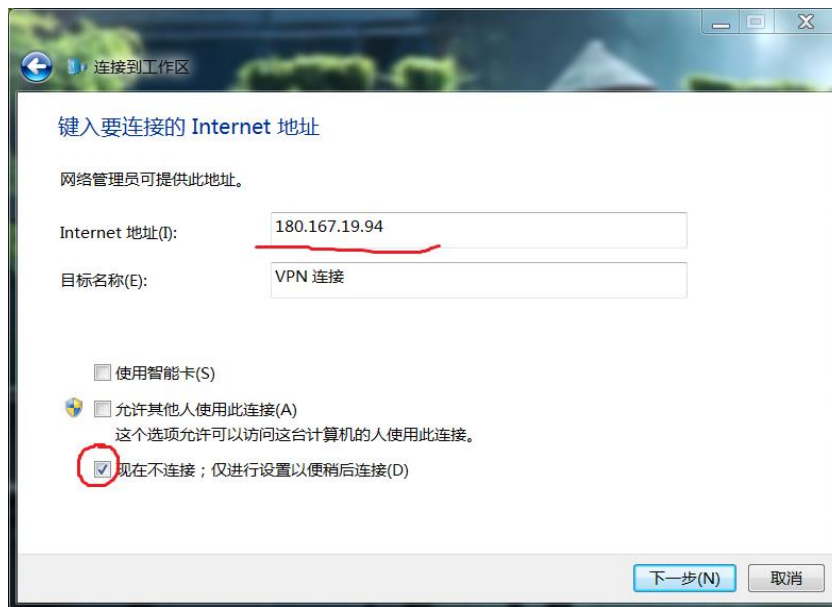 连接到工作区
键入要连接的 Internet 地址
网络管理员可提供此地址。
Internet 地址(I):
180.167.19.94
目标名称(E):
VPN 连接
使用智能卡(S)
允许其他人使用此连接(A)
这个选项允许可以访问这台计算机的人使用此连接。
现在不连接；仅进行设置以便稍后连接(D)
下一步(N)
取消